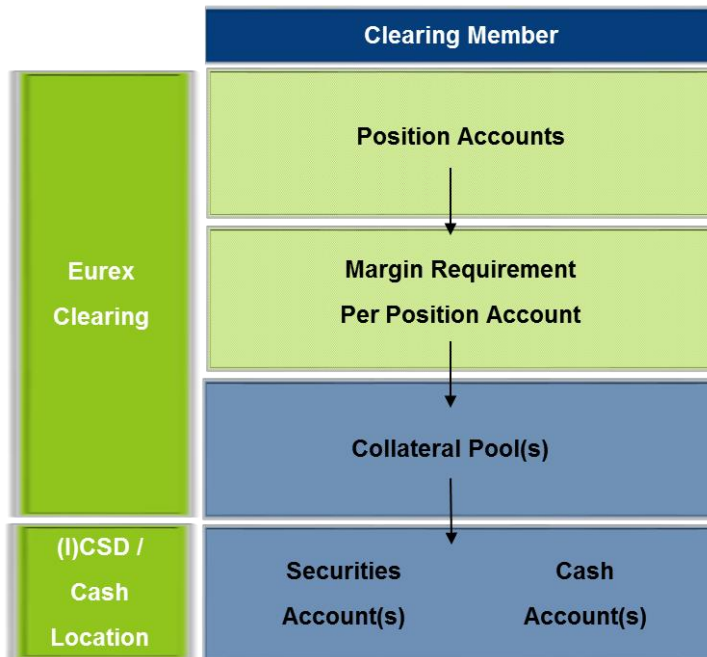 Clearing Member
Position Accounts
Eurex
Clearing
Margin Requirement
Per Position Account
Collateral Pool(s)
(I)CSD /
Cash
Location
Securities
Account(s)
Cash
Account(s)